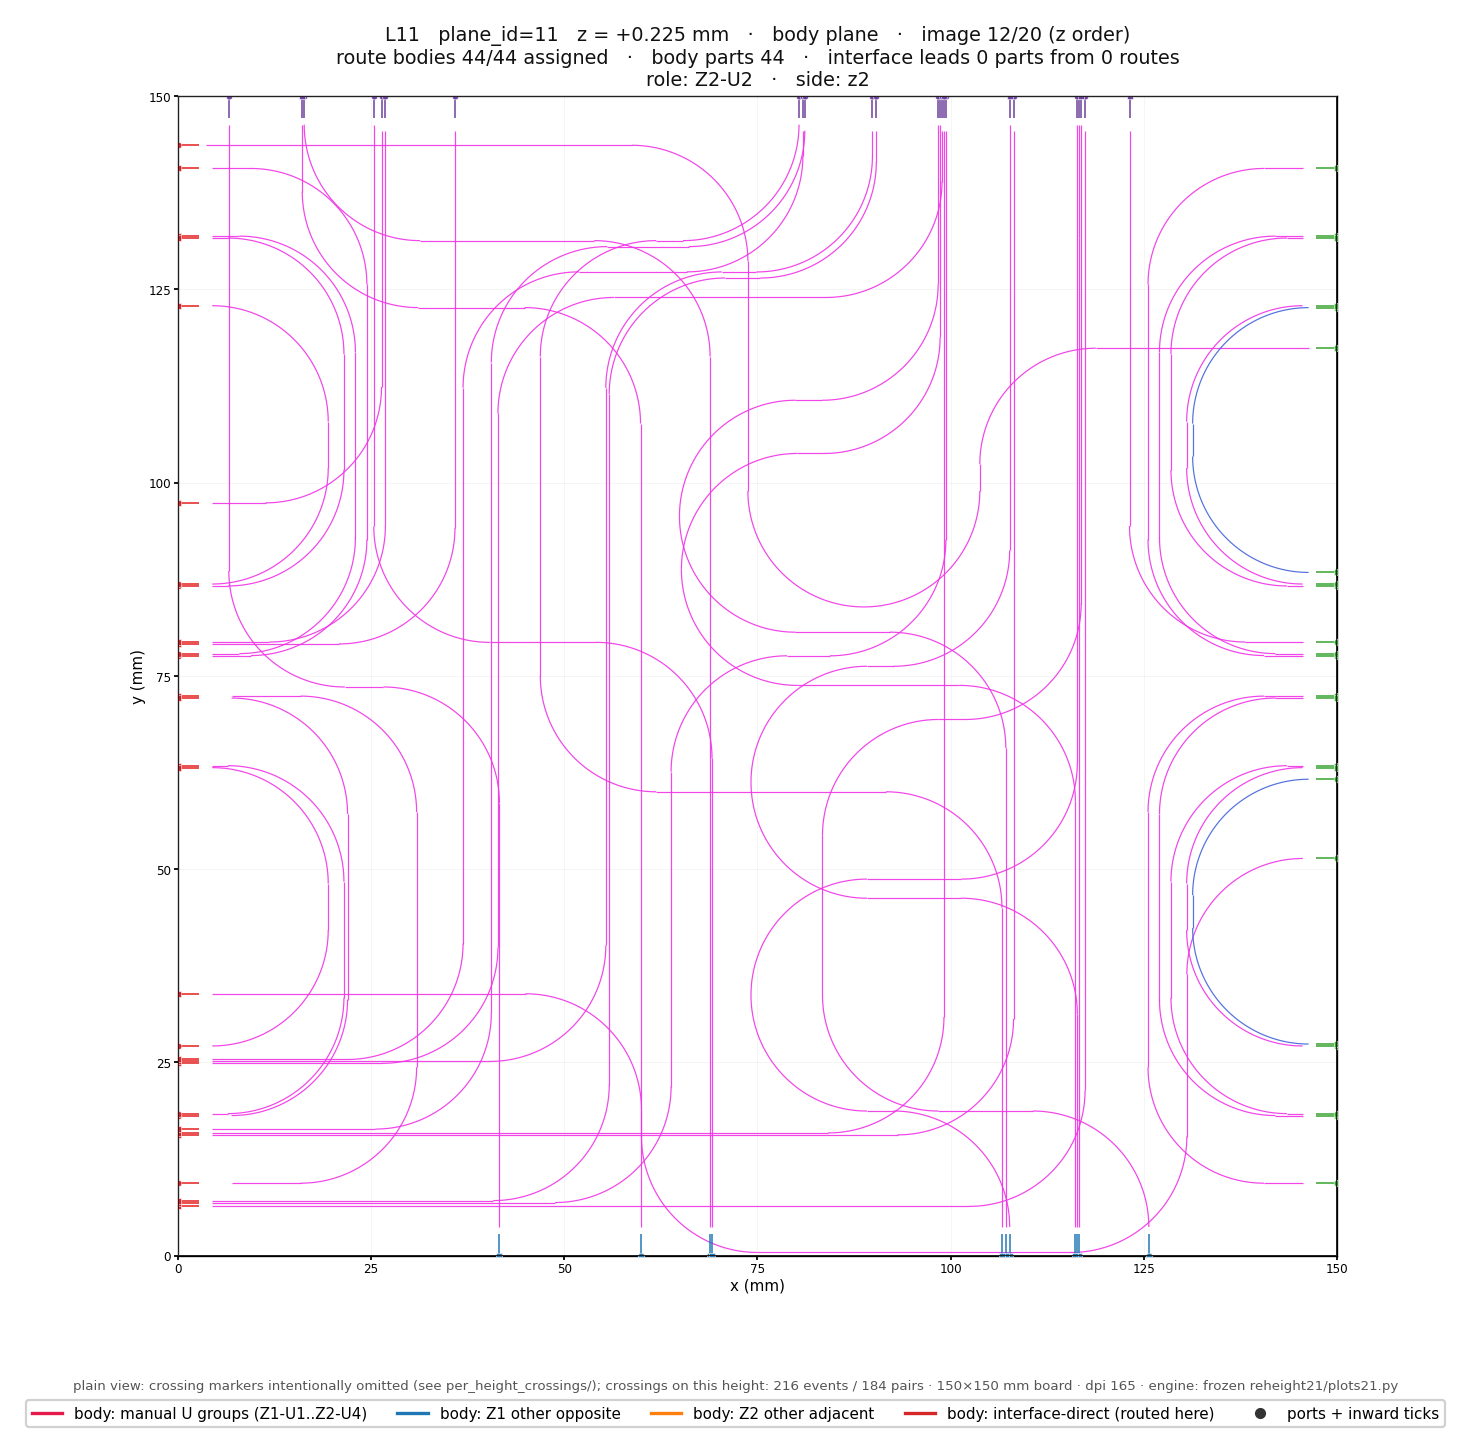 L11   plane_id=11   z = +0.225 mm   ·   body plane   ·   image 12/20 (z order)
route bodies 44/44 assigned   ·   body parts 44   ·   interface leads 0 parts from 0 routes
role: Z2-U2   ·   side: z2
150
125
100
75
50
25
0
y (mm)
0 25 50 75 100 125 150
x (mm)
plain view: crossing markers intentionally omitted (see per_height_crossings/); crossings on this height: 216 events / 184 pairs · 150×150 mm board · dpi 165 · engine: frozen reheight21/plots21.py
body: manual U groups (Z1-U1..Z2-U4) body: Z1 other opposite body: Z2 other adjacent body: interface-direct (routed here) ports + inward ticks